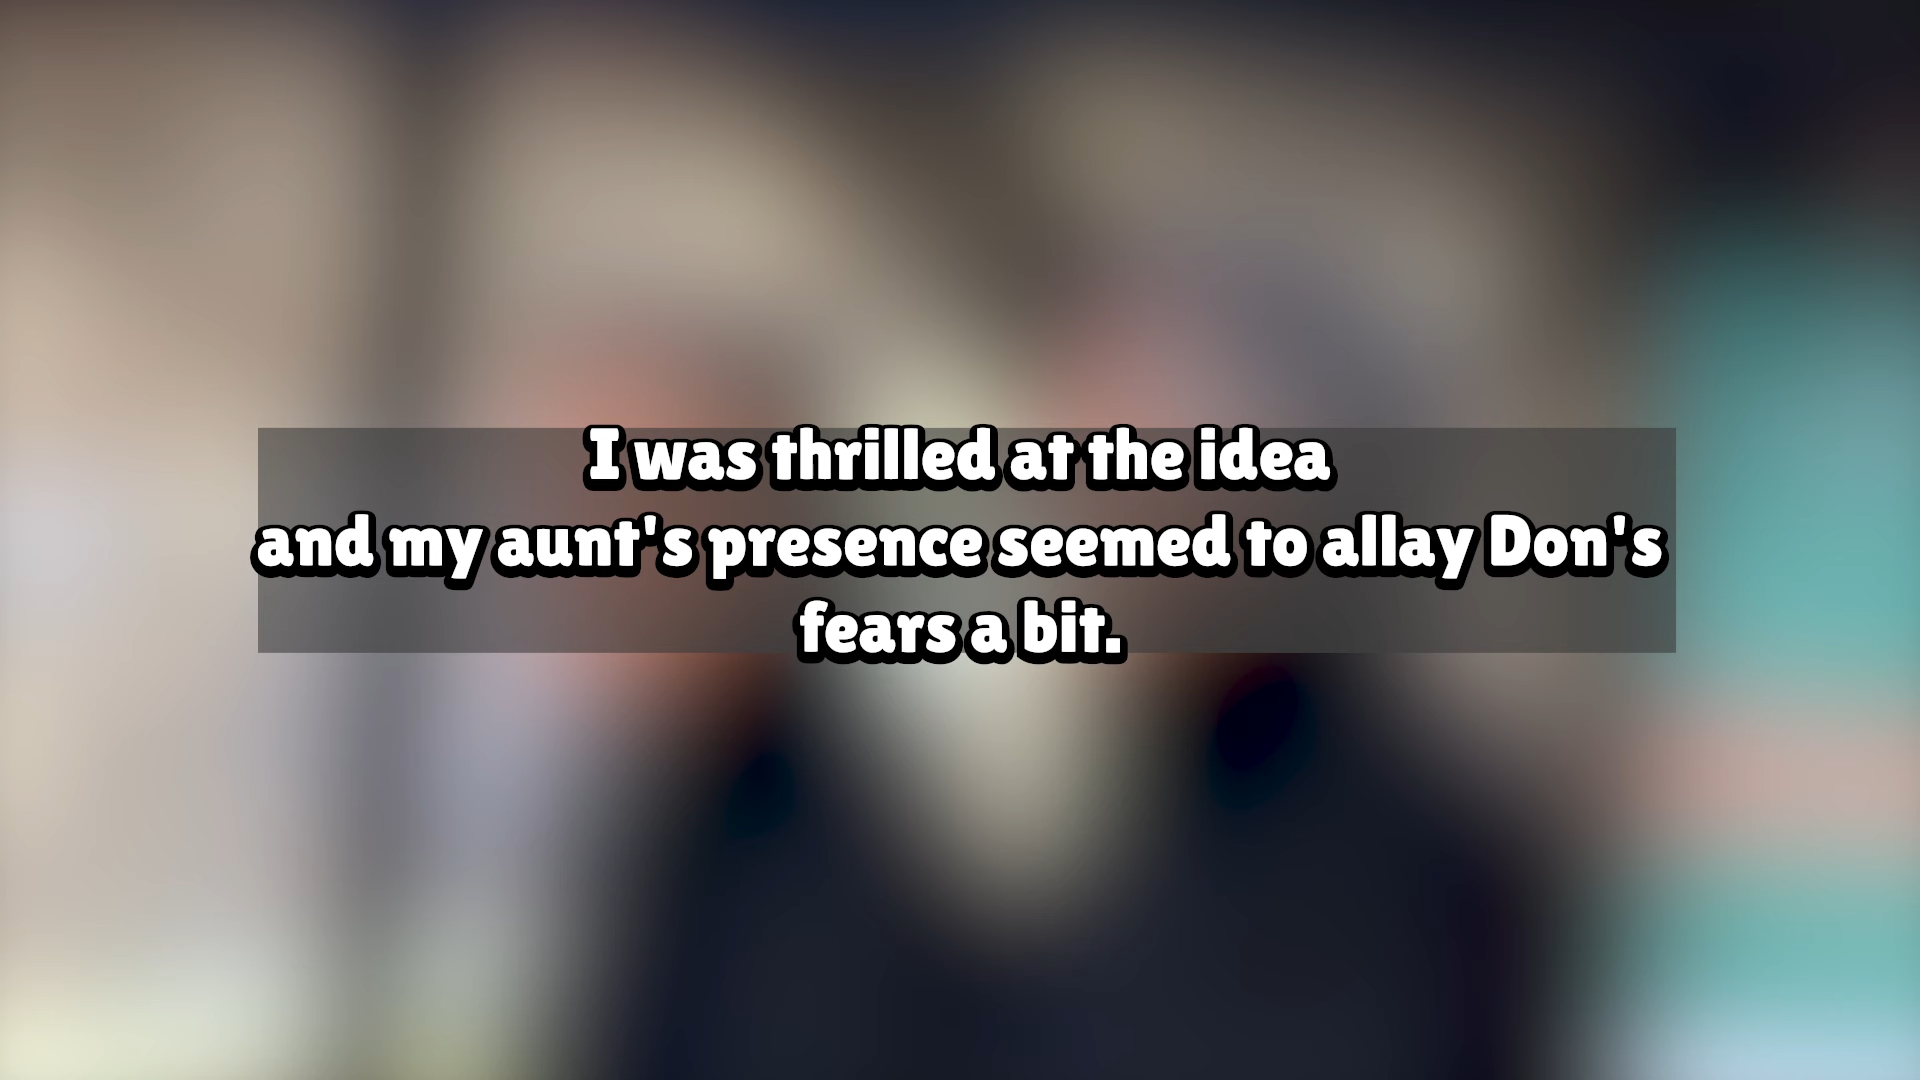 I was thrilled at the idea
and my aunt's presence seemed to allay Don's
fears a bit.